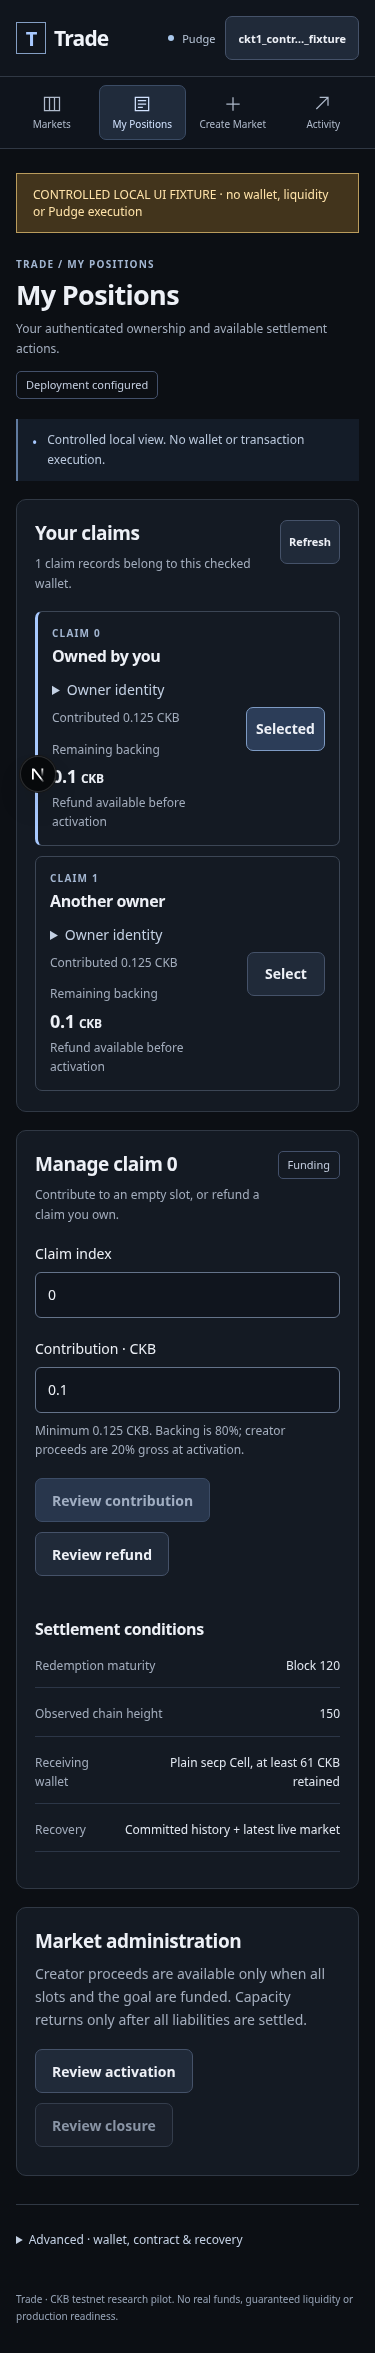 T Trade
Pudge
ckt1_contr..._fixture
Markets
My Positions
Create Market
Activity
CONTROLLED LOCAL UI FIXTURE · no wallet, liquidity
or Pudge execution
TRADE / MY POSITIONS
My Positions
Your authenticated ownership and available settlement
actions.
Deployment configured
• Controlled local view. No wallet or transaction
execution.
Your claims
Refresh
1 claim records belong to this checked
wallet.
CLAIM 0
Owned by you
Owner identity
Contributed 0.125 CKB
Selected
Remaining backing
0.1 CKB
N
Refund available before
activation
CLAIM 1
Another owner
Owner identity
Contributed 0.125 CKB
Select
Remaining backing
0.1 CKB
Refund available before
activation
Manage claim 0
Funding
Contribute to an empty slot, or refund a
claim you own.
Claim index
0
Contribution · CKB
0.1
Minimum 0.125 CKB. Backing is 80%; creator
proceeds are 20% gross at activation.
Review contribution
Review refund
Settlement conditions
Redemption maturity Block 120
Observed chain height 150
Receiving wallet Plain secp Cell, at least 61 CKB
retained
Recovery Committed history + latest live market
Market administration
Creator proceeds are available only when all
slots and the goal are funded. Capacity
returns only after all liabilities are settled.
Review activation
Review closure
Advanced · wallet, contract & recovery
Trade · CKB testnet research pilot. No real funds, guaranteed liquidity or
production readiness.